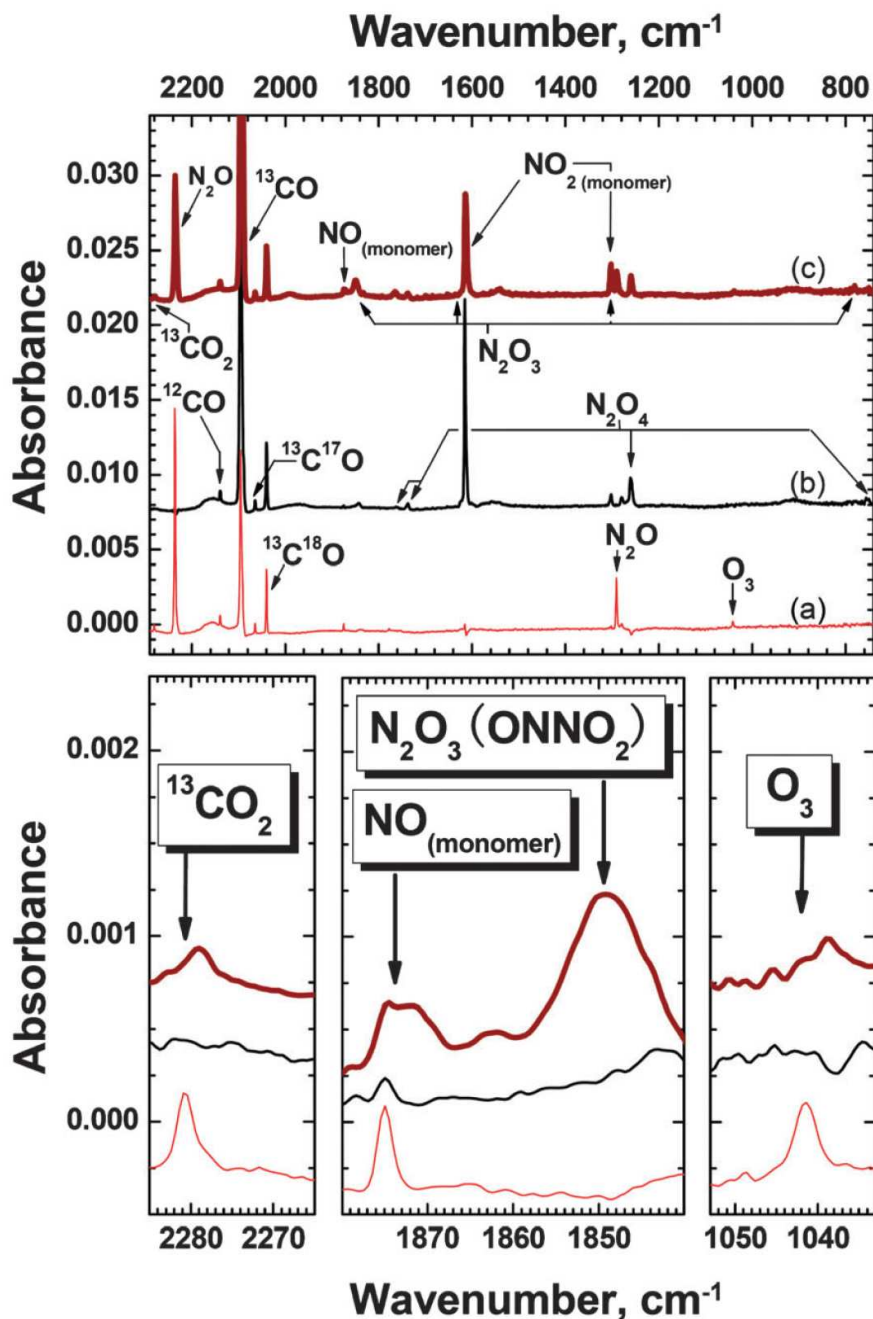 Wavenumber, cm⁻¹
2200 2000 1800 1600 1400 1200 1000 800
Absorbance
0.030
0.025
0.020
0.015
0.010
0.005
0.000
N₂O
¹³CO
NO(monomer)
NO₂ (monomer)
(c)
¹³CO₂
N₂O₃
¹²CO
N₂O₄
¹³C¹⁷O
(b)
¹³C¹⁸O
N₂O
O₃
(a)
Absorbance
0.002
0.001
0.000
¹³CO₂
N₂O₃ (ONNO₂)
NO(monomer)
O₃
2280 2270 1870 1860 1850 1050 1040
Wavenumber, cm⁻¹